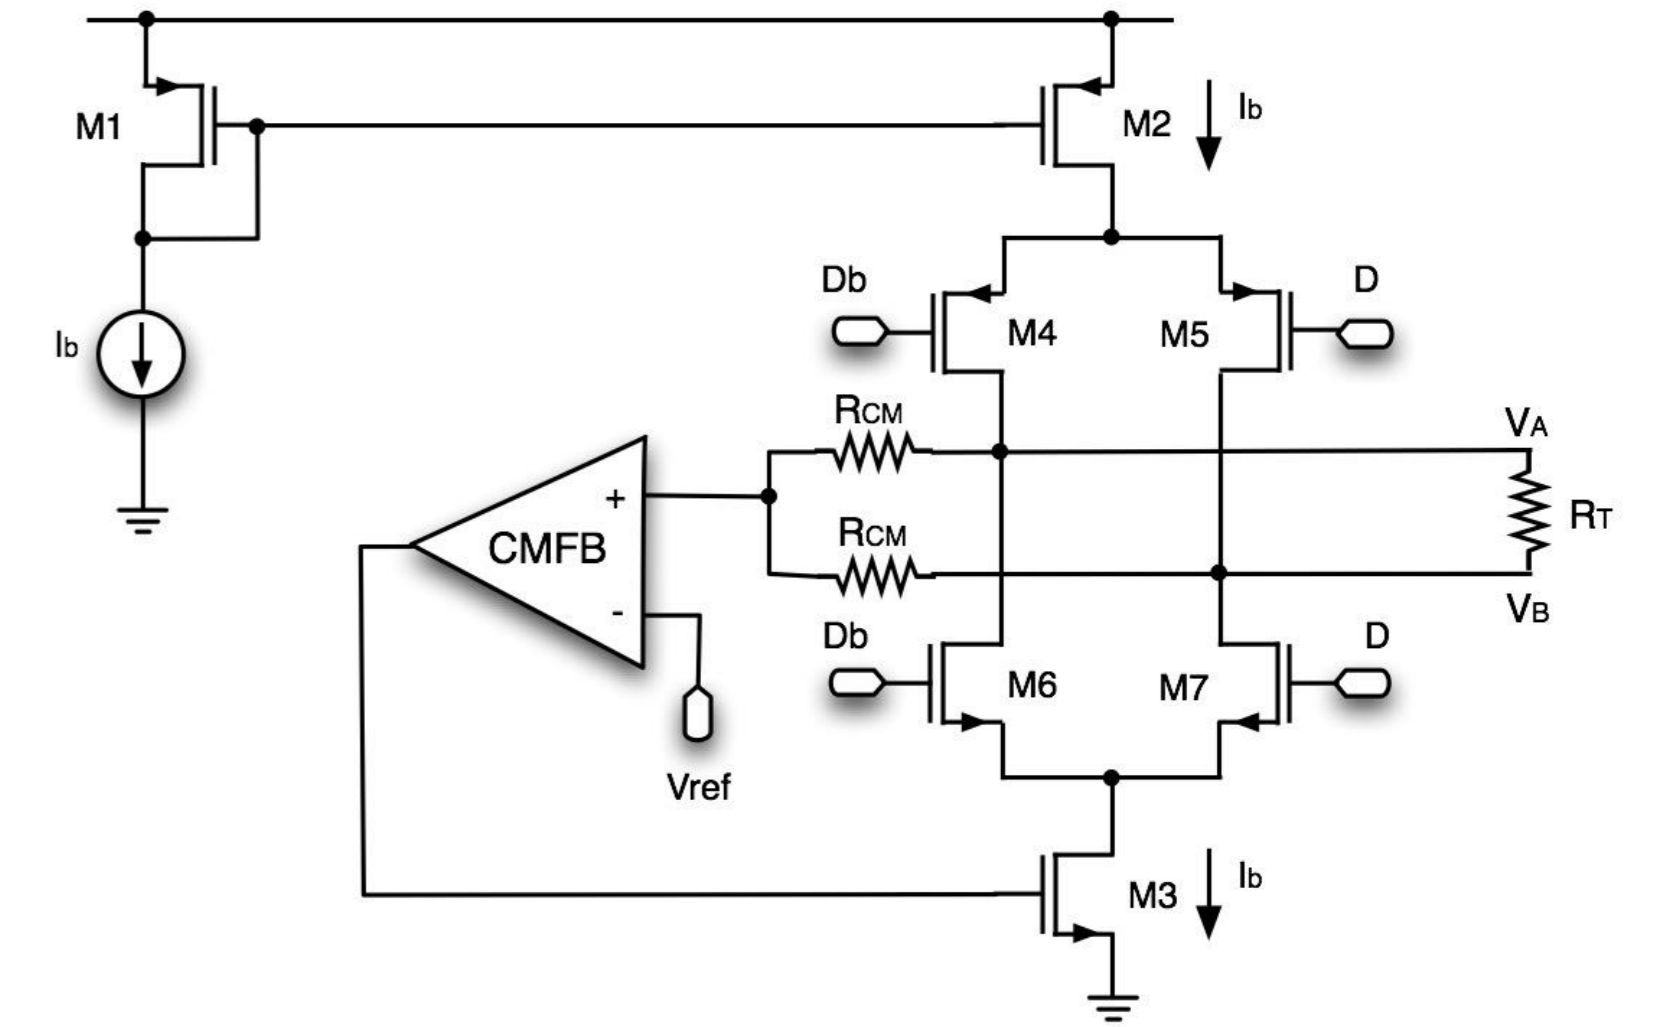 M1
M2
Ib
Db
D
M4
M5
Ib
RCM
VA
+
CMFB
RCM
RT
-
VB
Db
D
M6
M7
Vref
M3
Ib